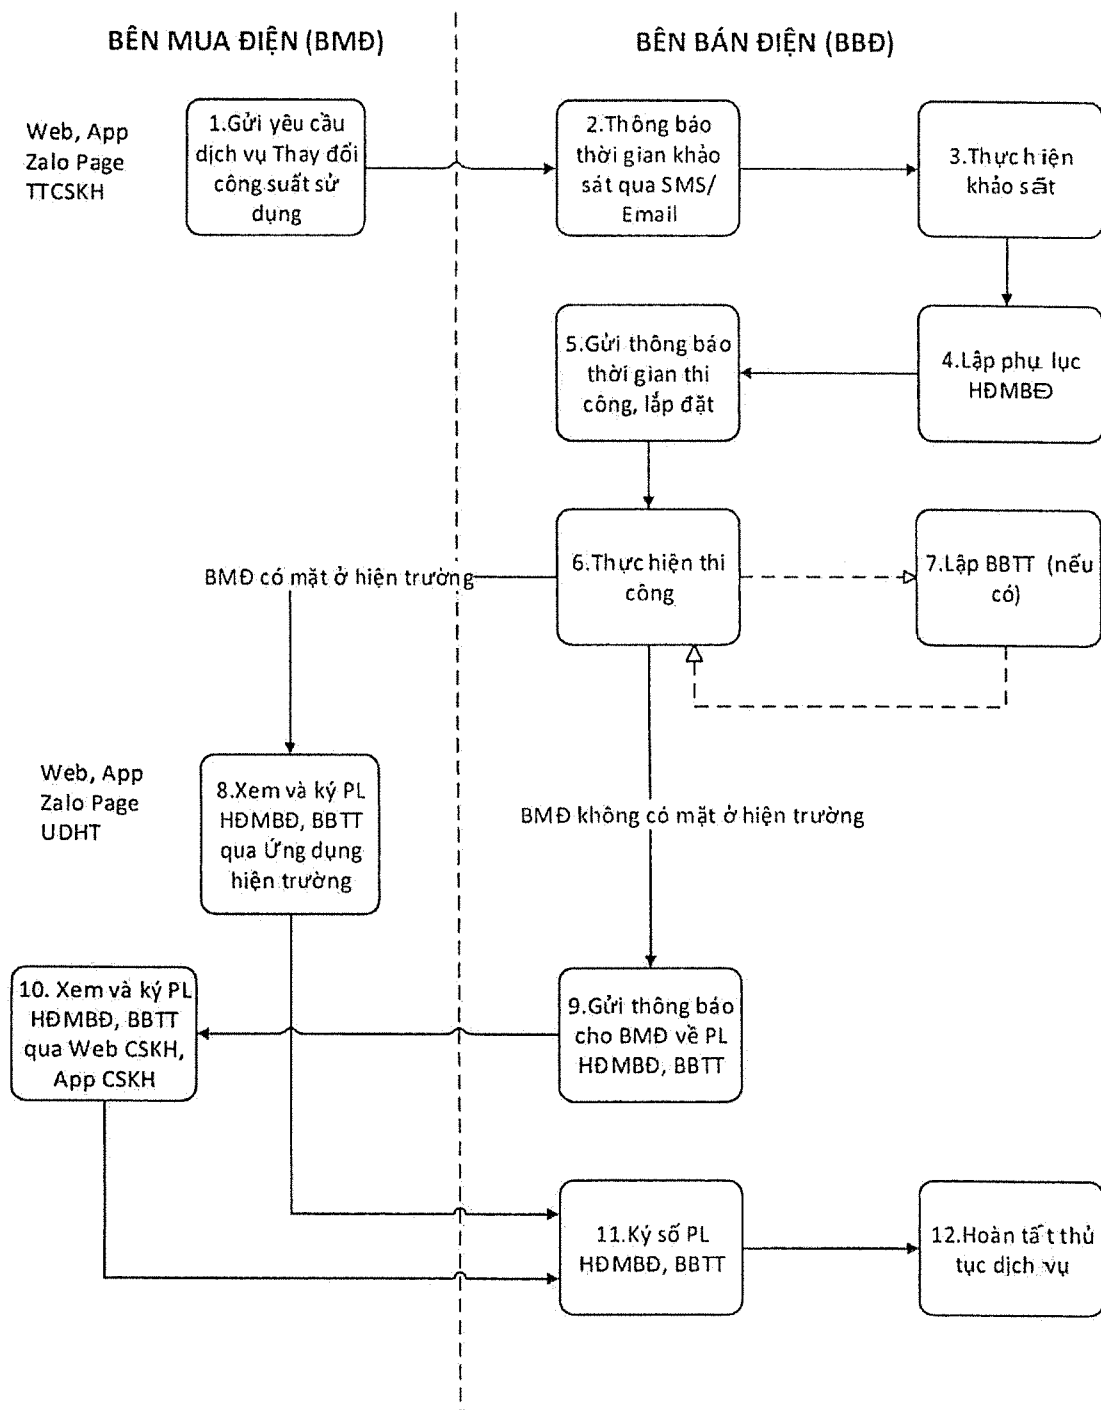 BÊN MUA ĐIỆN (BMĐ)
BÊN BÁN ĐIỆN (BBĐ)
Web, App
Zalo Page
TTCSKH
1.Gửi yêu cầu
dịch vụ Thay đổi
công suất sử
dụng
2.Thông báo
thời gian khảo
sát qua SMS/
Email
3.Thực hiện
khảo sát
5.Gửi thông báo
thời gian thi
công, lắp đặt
4.Lập phụ lục
HĐMBĐ
BMĐ có mặt ở hiện trường
6.Thực hiện thi
công
7.Lập BBTT (nếu
có)
Web, App
Zalo Page
UDHT
8.Xem và ký PL
HĐMBĐ, BBTT
qua Ứng dụng
hiện trường
BMĐ không có mặt ở hiện trường
10. Xem và ký PL
HĐMBĐ, BBTT
qua Web CSKH,
App CSKH
9.Gửi thông báo
cho BMĐ về PL
HĐMBĐ, BBTT
11.Ký số PL
HĐMBĐ, BBTT
12.Hoàn tất thủ
tục dịch vụ